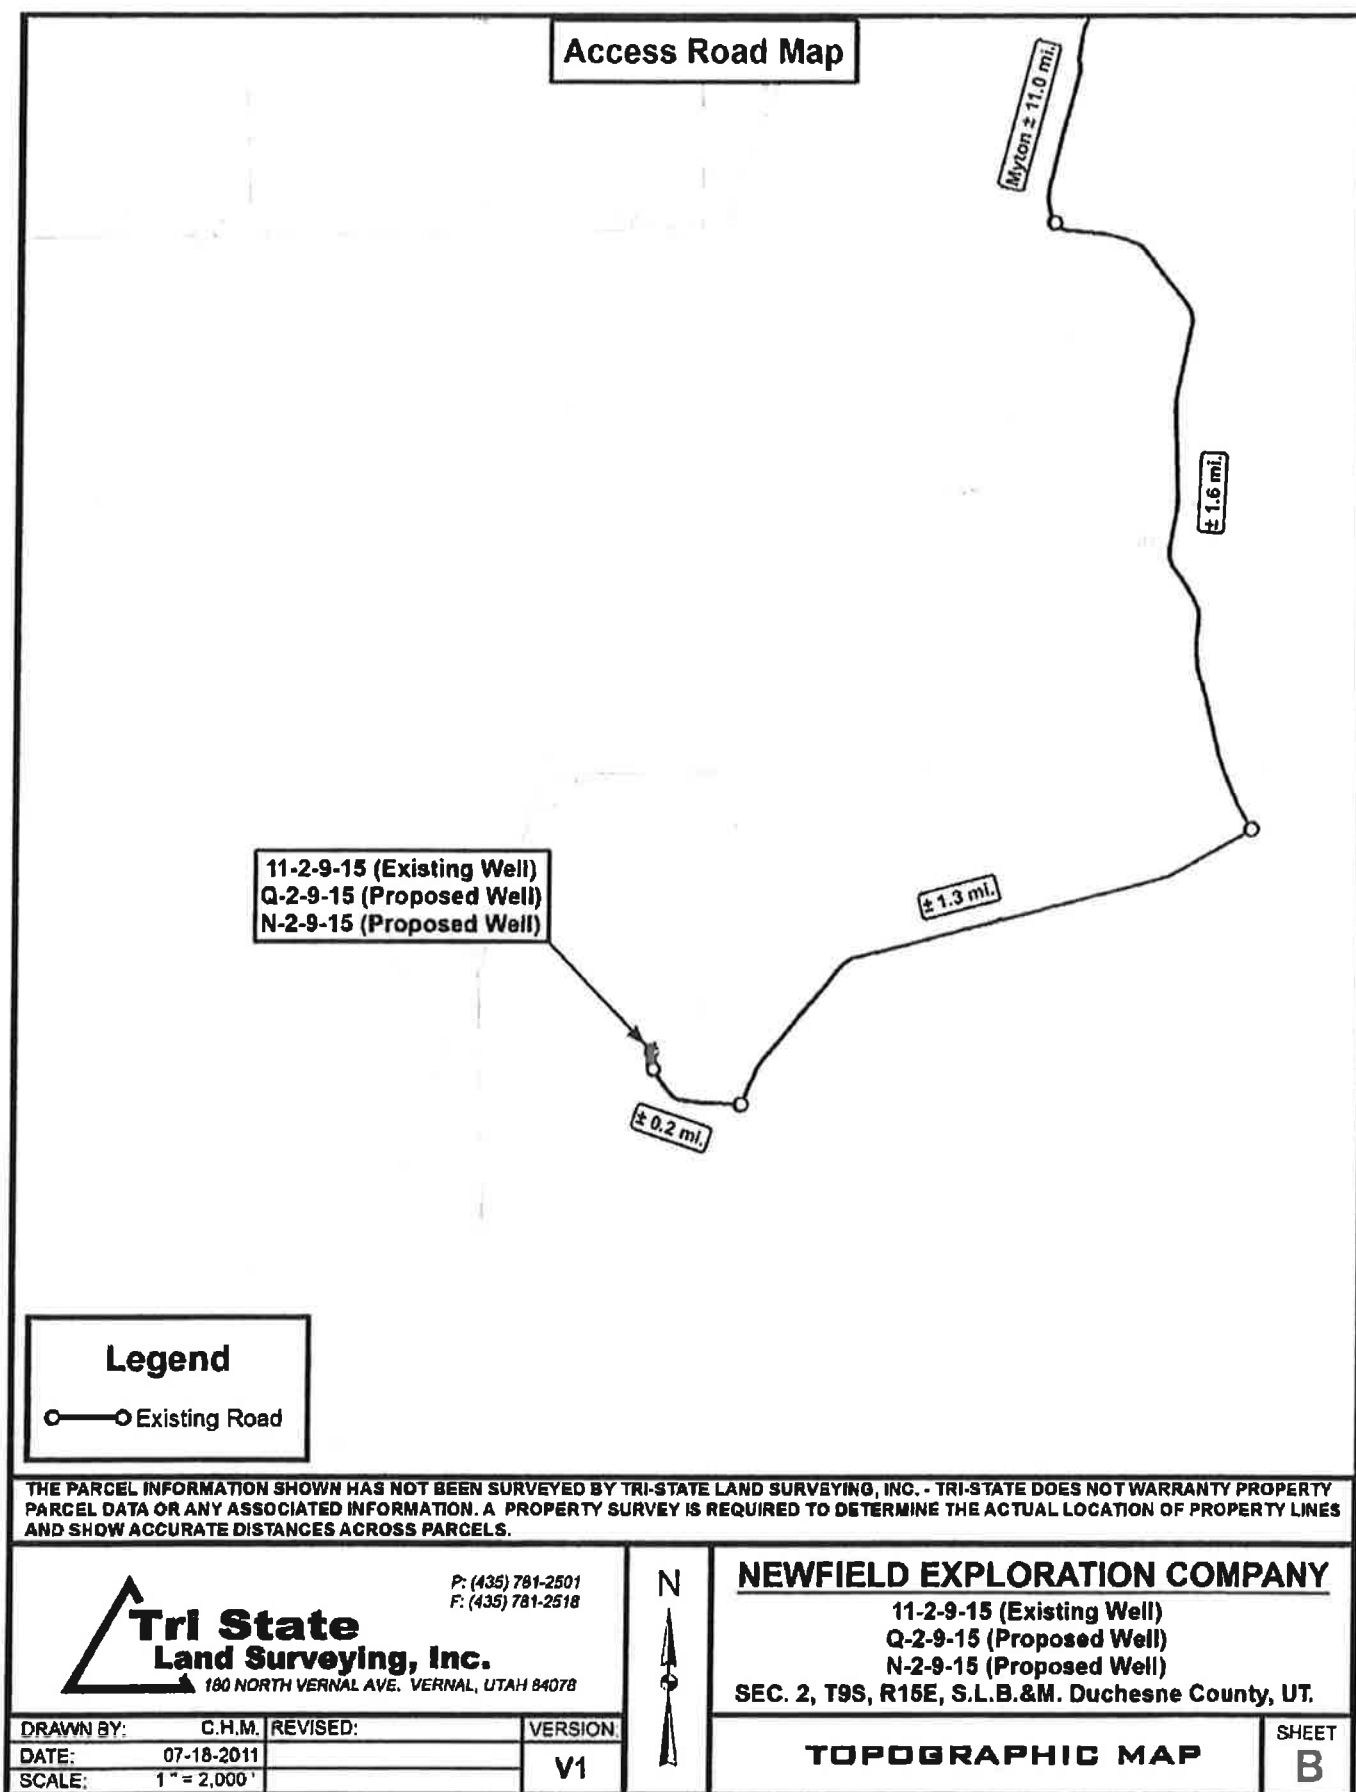 Access Road Map
Myton ± 11.0 mi.
± 1.6 mi.
11-2-9-15 (Existing Well)
Q-2-9-15 (Proposed Well)
N-2-9-15 (Proposed Well)
± 1.3 mi.
± 0.2 mi.
Legend
Existing Road
THE PARCEL INFORMATION SHOWN HAS NOT BEEN SURVEYED BY TRI-STATE LAND SURVEYING, INC. - TRI-STATE DOES NOT WARRANTY PROPERTY
PARCEL DATA OR ANY ASSOCIATED INFORMATION. A PROPERTY SURVEY IS REQUIRED TO DETERMINE THE ACTUAL LOCATION OF PROPERTY LINES
AND SHOW ACCURATE DISTANCES ACROSS PARCELS.
P: (435) 781-2501
F: (435) 781-2518
Tri State
Land Surveying, Inc.
180 NORTH VERNAL AVE. VERNAL, UTAH 84078
N
NEWFIELD EXPLORATION COMPANY
11-2-9-15 (Existing Well)
Q-2-9-15 (Proposed Well)
N-2-9-15 (Proposed Well)
SEC. 2, T9S, R15E, S.L.B.&M. Duchesne County, UT.
DRAWN BY: C.H.M. REVISED: VERSION:
DATE: 07-18-2011
SCALE: 1" = 2,000'
V1
TOPOGRAPHIC MAP
SHEET
B